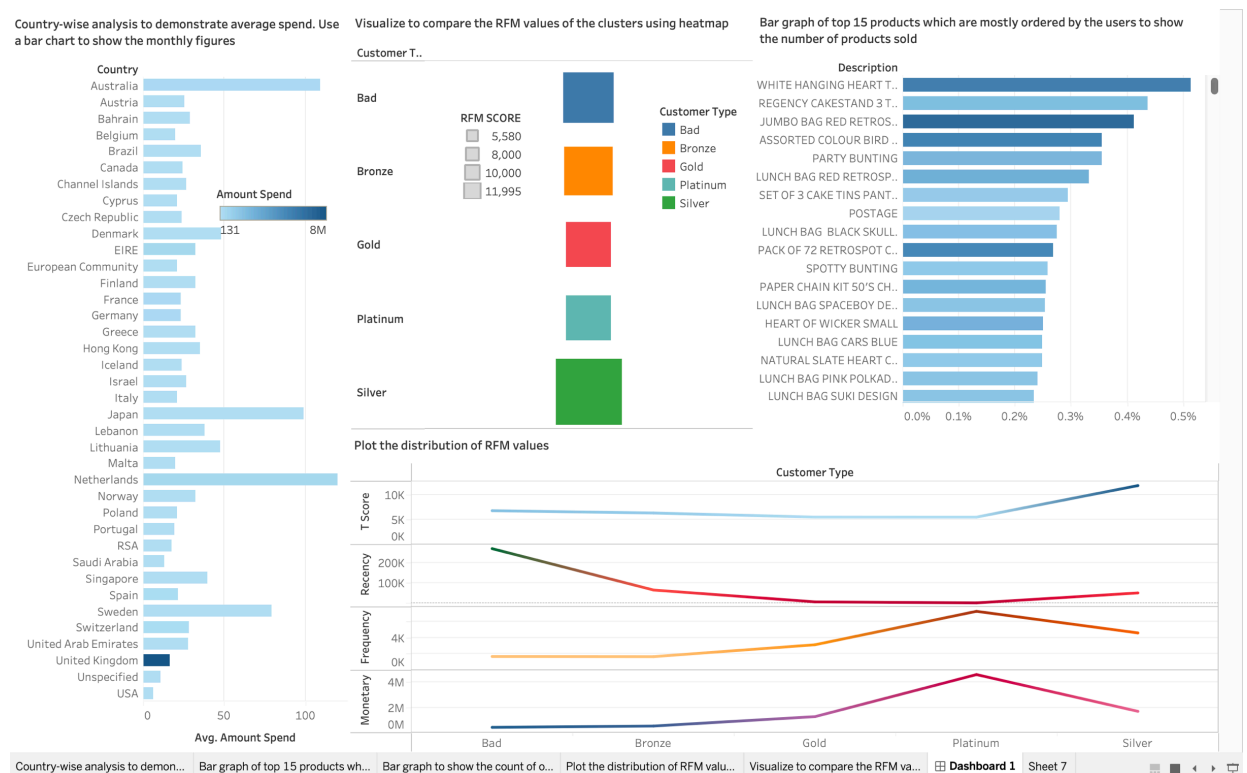 Country-wise analysis to demonstrate average spend. Use
a bar chart to show the monthly figures
Country
Australia
Austria
Bahrain
Belgium
Brazil
Canada
Channel Islands
Cyprus
Czech Republic
Denmark
EIRE
European Community
Finland
France
Germany
Greece
Hong Kong
Iceland
Israel
Italy
Japan
Lebanon
Lithuania
Malta
Netherlands
Norway
Poland
Portugal
RSA
Saudi Arabia
Singapore
Spain
Sweden
Switzerland
United Arab Emirates
United Kingdom
Unspecified
USA
0 50 100
Avg. Amount Spend
Amount Spend
131 8M
Visualize to compare the RFM values of the clusters using heatmap
Customer T..
Bad
Bronze
Gold
Platinum
Silver
RFM SCORE
5,580
8,000
10,000
11,995
Customer Type
Bad
Bronze
Gold
Platinum
Silver
Bar graph of top 15 products which are mostly ordered by the users to show
the number of products sold
Description
WHITE HANGING HEART T..
REGENCY CAKESTAND 3 T..
JUMBO BAG RED RETROS..
ASSORTED COLOUR BIRD ..
PARTY BUNTING
LUNCH BAG RED RETROSP..
SET OF 3 CAKE TINS PANT..
POSTAGE
LUNCH BAG BLACK SKULL.
PACK OF 72 RETROSPOT C..
SPOTTY BUNTING
PAPER CHAIN KIT 50'S CH..
LUNCH BAG SPACEBOY DE..
HEART OF WICKER SMALL
LUNCH BAG CARS BLUE
NATURAL SLATE HEART C..
LUNCH BAG PINK POLKAD..
LUNCH BAG SUKI DESIGN
0.0% 0.1% 0.2% 0.3% 0.4% 0.5%
Plot the distribution of RFM values
Customer Type
T Score
10K
5K
0K
Recency
200K
100K
Frequency
4K
0K
Monetary
4M
2M
0M
Bad Bronze Gold Platinum Silver
Country-wise analysis to demon... Bar graph of top 15 products wh... Bar graph to show the count of o... Plot the distribution of RFM valu... Visualize to compare the RFM va... Dashboard 1 Sheet 7